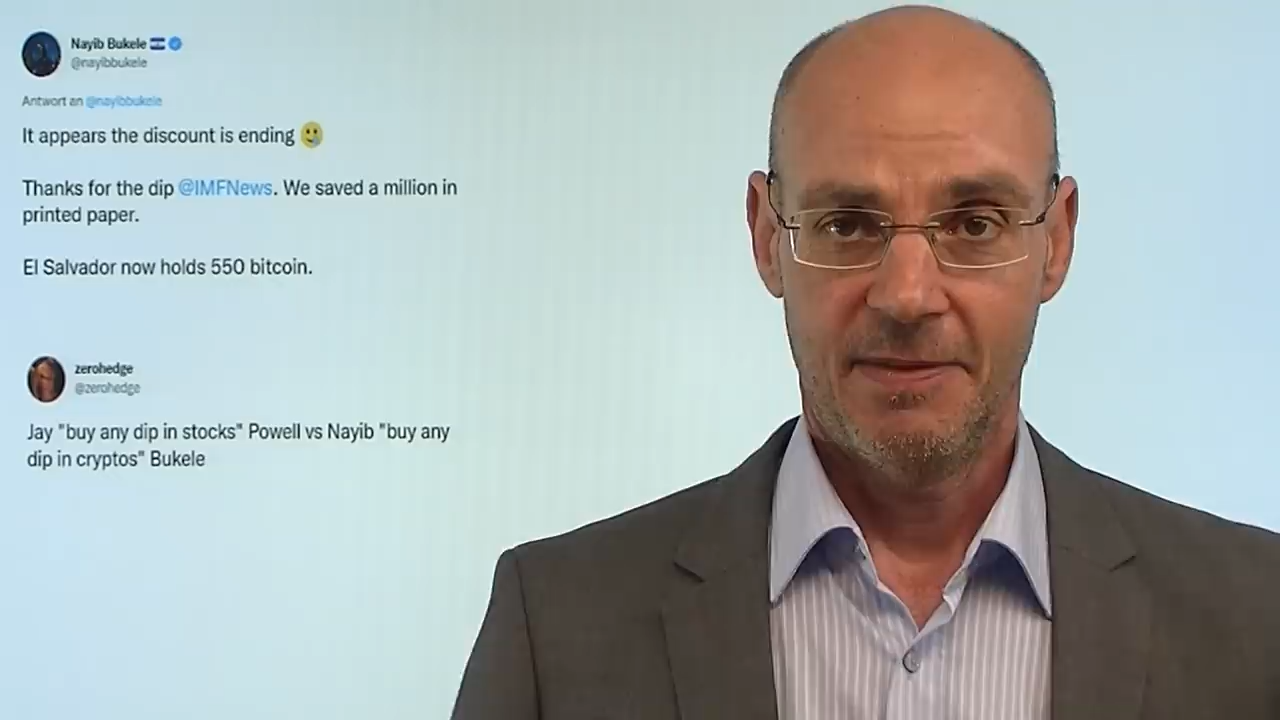 Nayib Bukele
@nayibbukele
Antwort an @nayibbukele
It appears the discount is ending
Thanks for the dip @IMFNews. We saved a million in
printed paper.
El Salvador now holds 550 bitcoin.
zerohedge
@zerohedge
Jay "buy any dip in stocks" Powell vs Nayib "buy any
dip in cryptos" Bukele